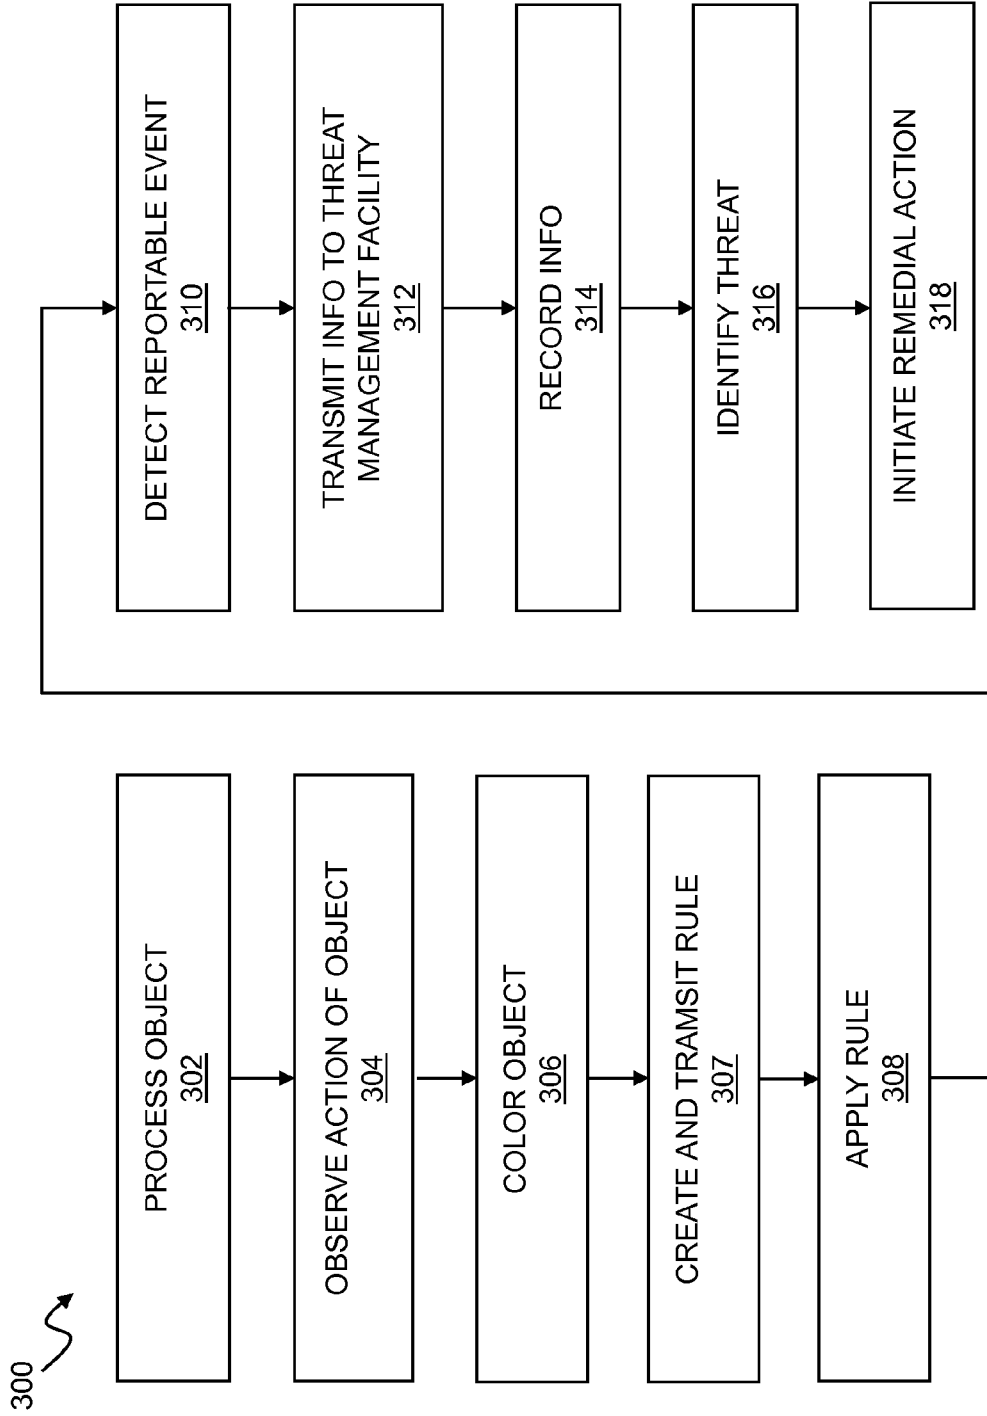 300
PROCESS OBJECT
302
OBSERVE ACTION OF OBJECT
304
COLOR OBJECT
306
CREATE AND TRAMSIT RULE
307
APPLY RULE
308
DETECT REPORTABLE EVENT
310
TRANSMIT INFO TO THREAT
MANAGEMENT FACILITY
312
RECORD INFO
314
IDENTIFY THREAT
316
INITIATE REMEDIAL ACTION
318